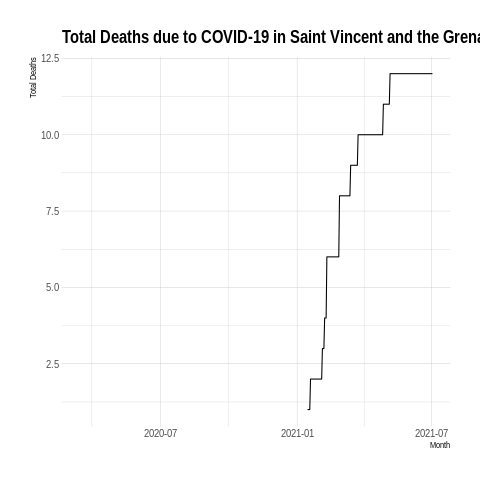 Total Deaths due to COVID-19 in Saint Vincent and the Grena
Total Deaths
12.5
10.0
7.5
5.0
2.5
2020-07 2021-01 2021-07
Month